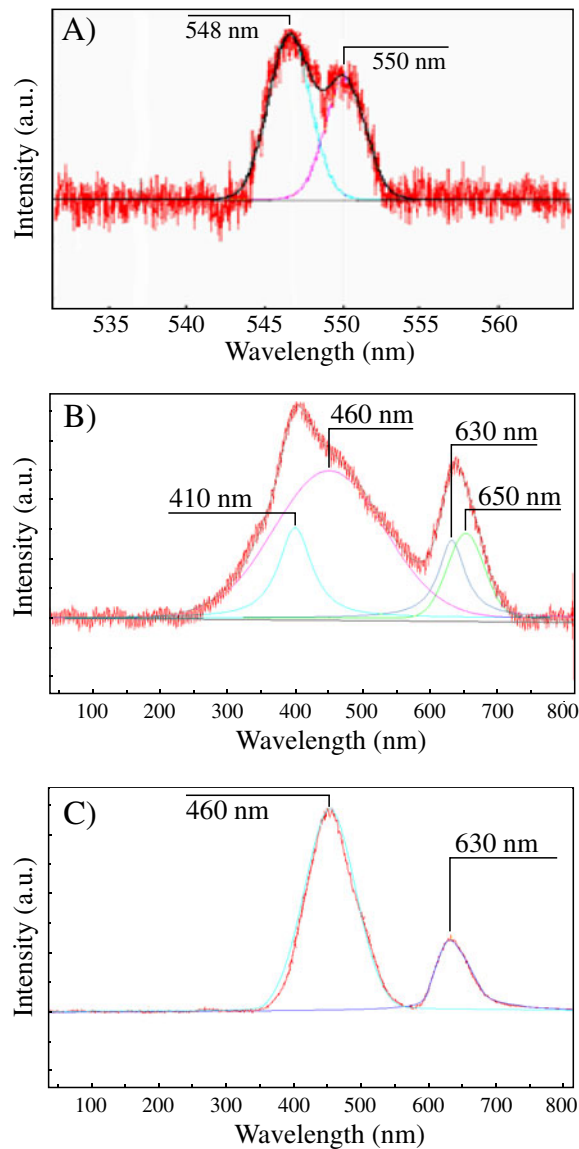 A)
548 nm
550 nm
Intensity (a.u.)
535 540 545 550 555 560
Wavelength (nm)
B)
460 nm
630 nm
410 nm
650 nm
Intensity (a.u.)
100 200 300 400 500 600 700 800
Wavelength (nm)
C)
460 nm
630 nm
Intensity (a.u.)
100 200 300 400 500 600 700 800
Wavelength (nm)